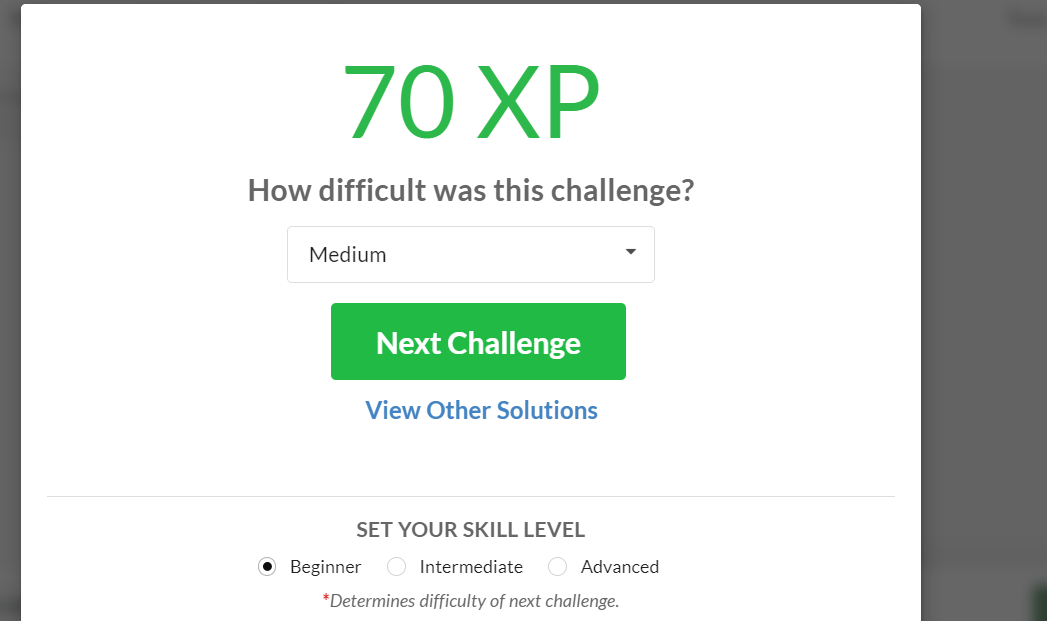 70 XP
How difficult was this challenge?
Medium
Next Challenge
View Other Solutions
SET YOUR SKILL LEVEL
Beginner Intermediate Advanced
*Determines difficulty of next challenge.